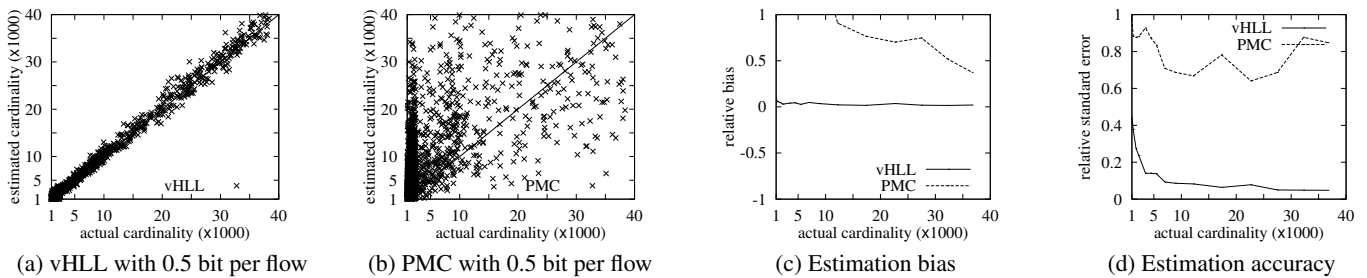 estimated cardinality (x1000)
40
30
20
10
5
1
vHLL
1 5 10 20 30 40
actual cardinality (x1000)
(a) vHLL with 0.5 bit per flow
estimated cardinality (x1000)
40
30
20
10
5
1
PMC
1 5 10 20 30 40
actual cardinality (x1000)
(b) PMC with 0.5 bit per flow
relative bias
1
0.5
0
-0.5
-1
vHLL
PMC
1 5 10 20 30 40
actual cardinality (x1000)
(c) Estimation bias
relative standard error
1
0.8
0.6
0.4
0.2
0
vHLL
PMC
1 5 10 20 30 40
actual cardinality (x1000)
(d) Estimation accuracy